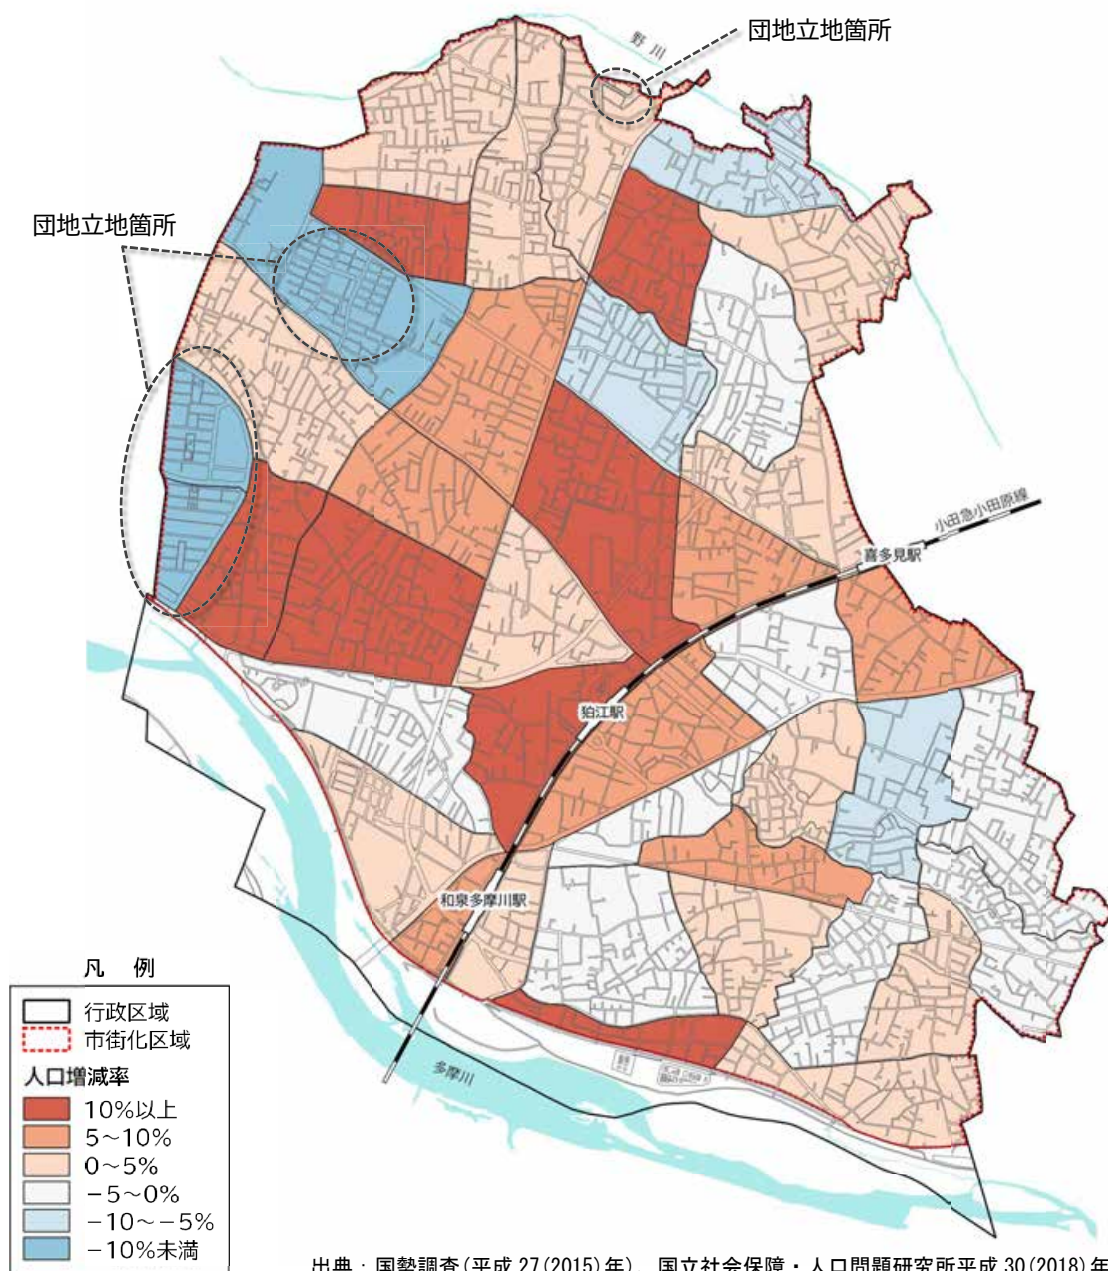 団地立地箇所
野川
団地立地箇所
小田急小田原線
喜多見駅
狛江駅
和泉多摩川駅
多摩川
凡 例
行政区域
市街化区域
人口増減率
10%以上
5～10%
0～5%
－5～0%
－10～－5%
－10%未満
出典：国勢調査(平成 27(2015)年)、国立社会保障・人口問題研究所平成 30(2018)年